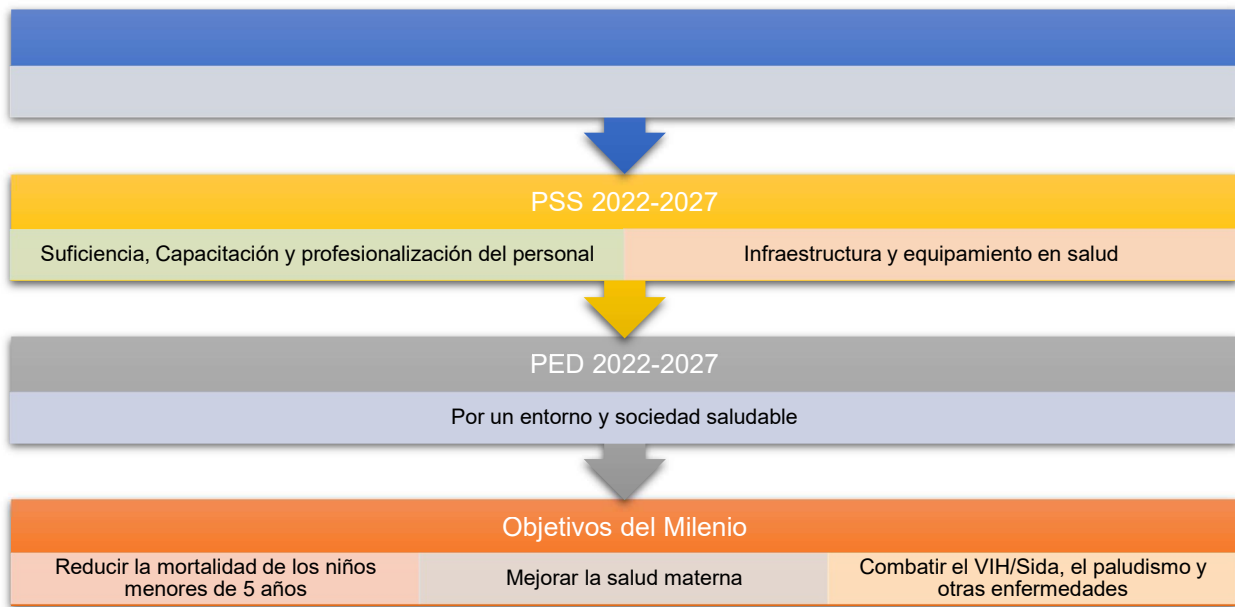 PSS 2022-2027
Suficiencia, Capacitación y profesionalización del personal
Infraestructura y equipamiento en salud
PED 2022-2027
Por un entorno y sociedad saludable
Objetivos del Milenio
Reducir la mortalidad de los niños
menores de 5 años
Mejorar la salud materna
Combatir el VIH/Sida, el paludismo y
otras enfermedades